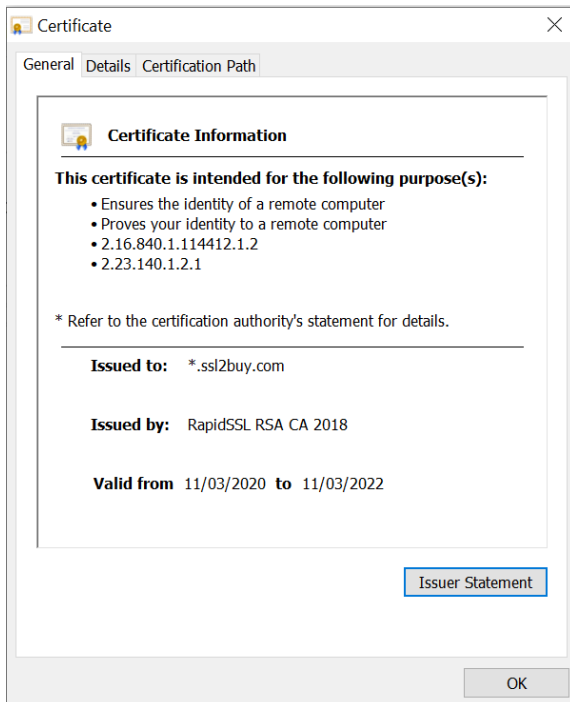 Certificate
General Details Certification Path
Certificate Information
This certificate is intended for the following purpose(s):
• Ensures the identity of a remote computer
• Proves your identity to a remote computer
• 2.16.840.1.114412.1.2
• 2.23.140.1.2.1
* Refer to the certification authority's statement for details.
Issued to: *.ssl2buy.com
Issued by: RapidSSL RSA CA 2018
Valid from 11/03/2020 to 11/03/2022
Issuer Statement
OK